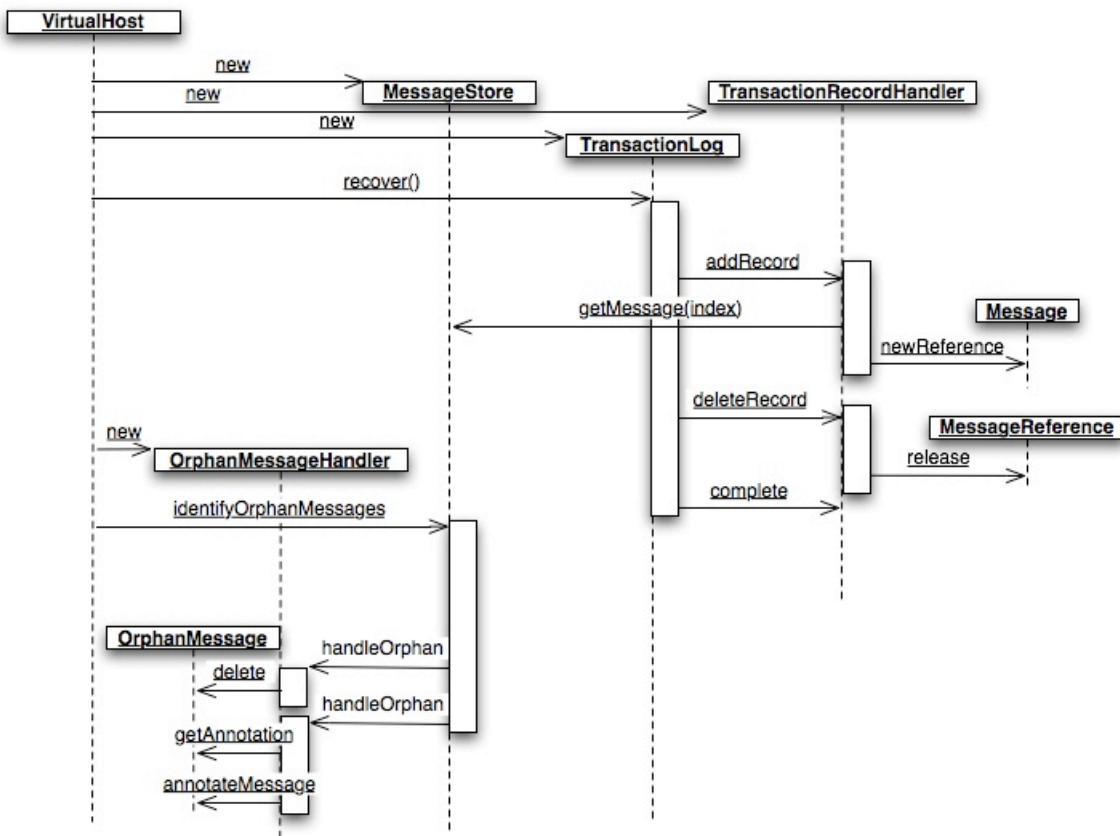 VirtualHost
new
MessageStore
TransactionRecordHandler
new
new
TransactionLog
recover()
addRecord
getMessage(index)
Message
newReference
deleteRecord
MessageReference
new
OrphanMessageHandler
release
complete
identifyOrphanMessages
OrphanMessage
handleOrphan
delete
handleOrphan
getAnnotation
annotateMessage